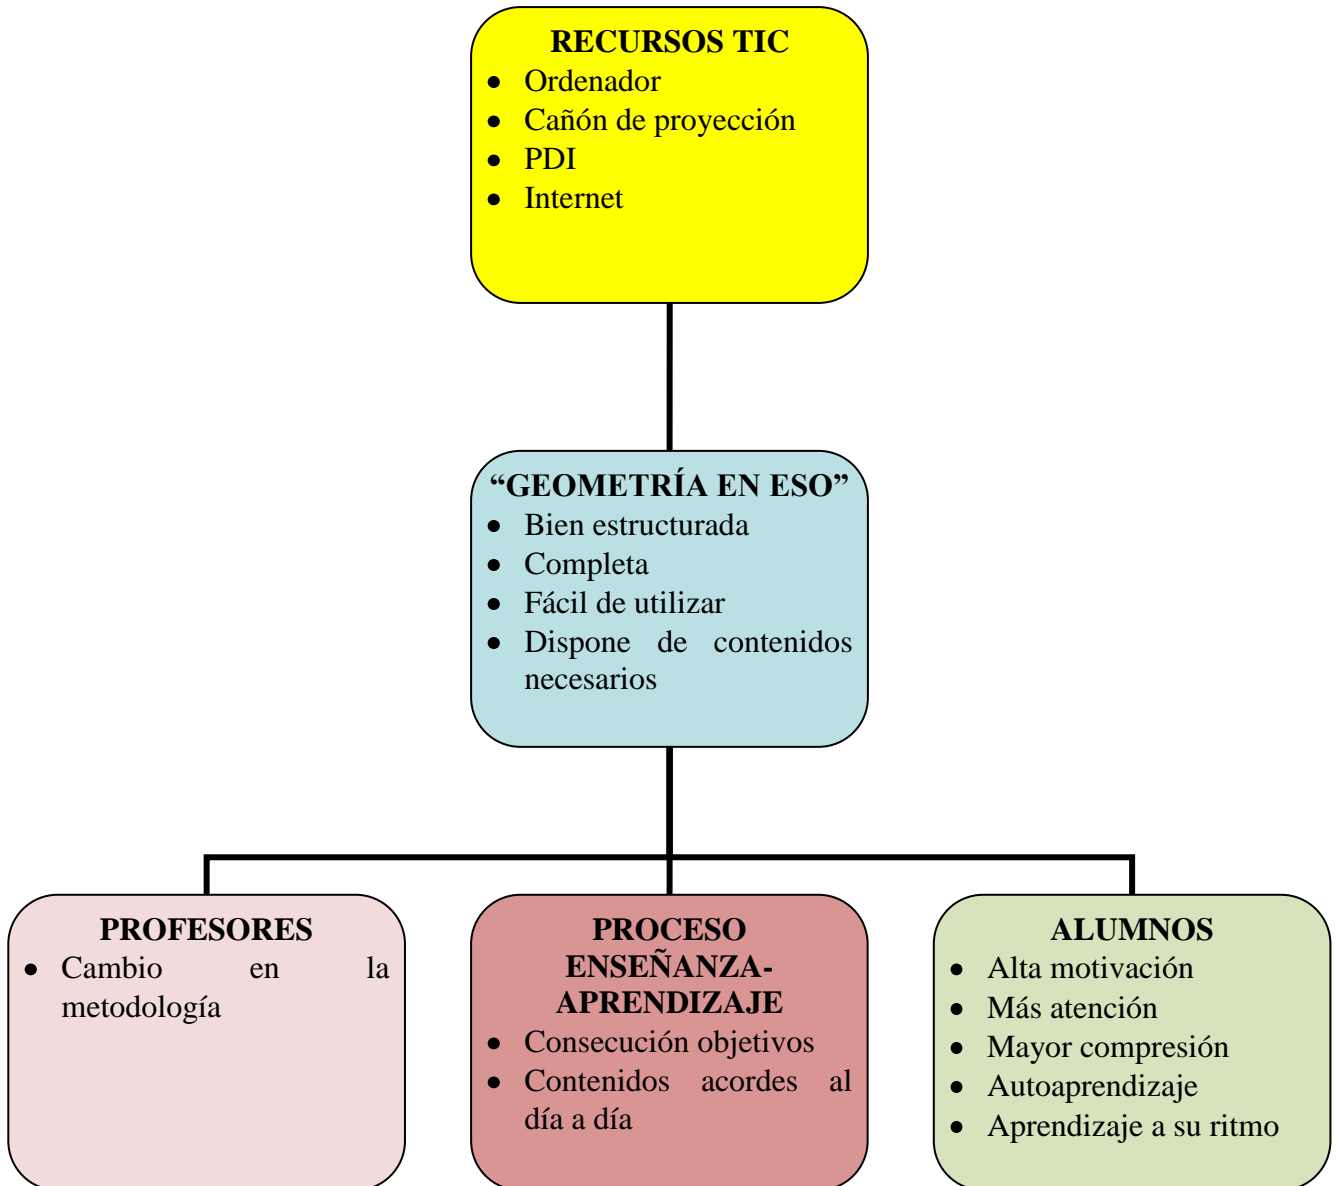 RECURSOS TIC
• Ordenador
• Cañón de proyección
• PDI
• Internet
“GEOMETRÍA EN ESO”
• Bien estructurada
• Completa
• Fácil de utilizar
• Dispone de contenidos
necesarios
PROFESORES
• Cambio en la
metodología
PROCESO
ENSEÑANZA-
APRENDIZAJE
• Consecución objetivos
• Contenidos acordes al
día a día
ALUMNOS
• Alta motivación
• Más atención
• Mayor compresión
• Autoaprendizaje
• Aprendizaje a su ritmo